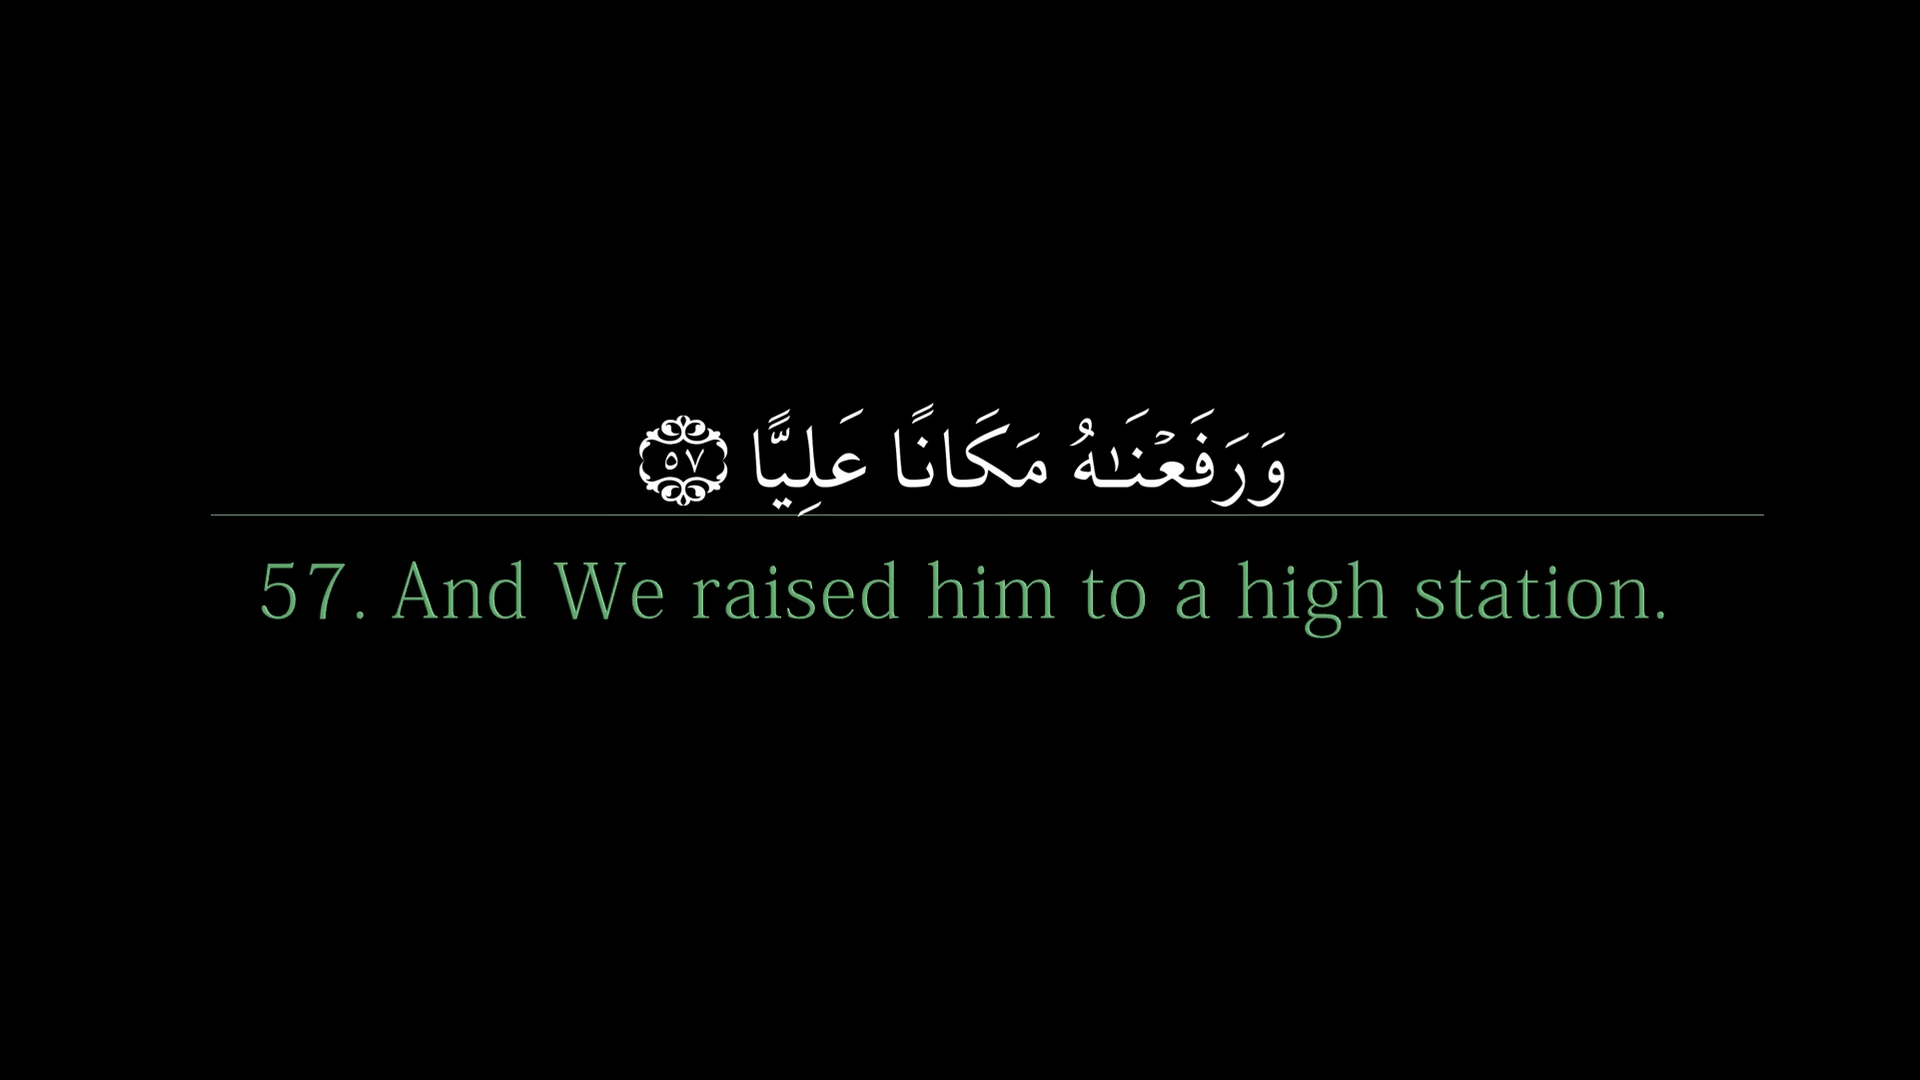 وَرَفَعْنَـٰهُ مَكَانًا عَلِيًّا ٥٧
57. And We raised him to a high station.